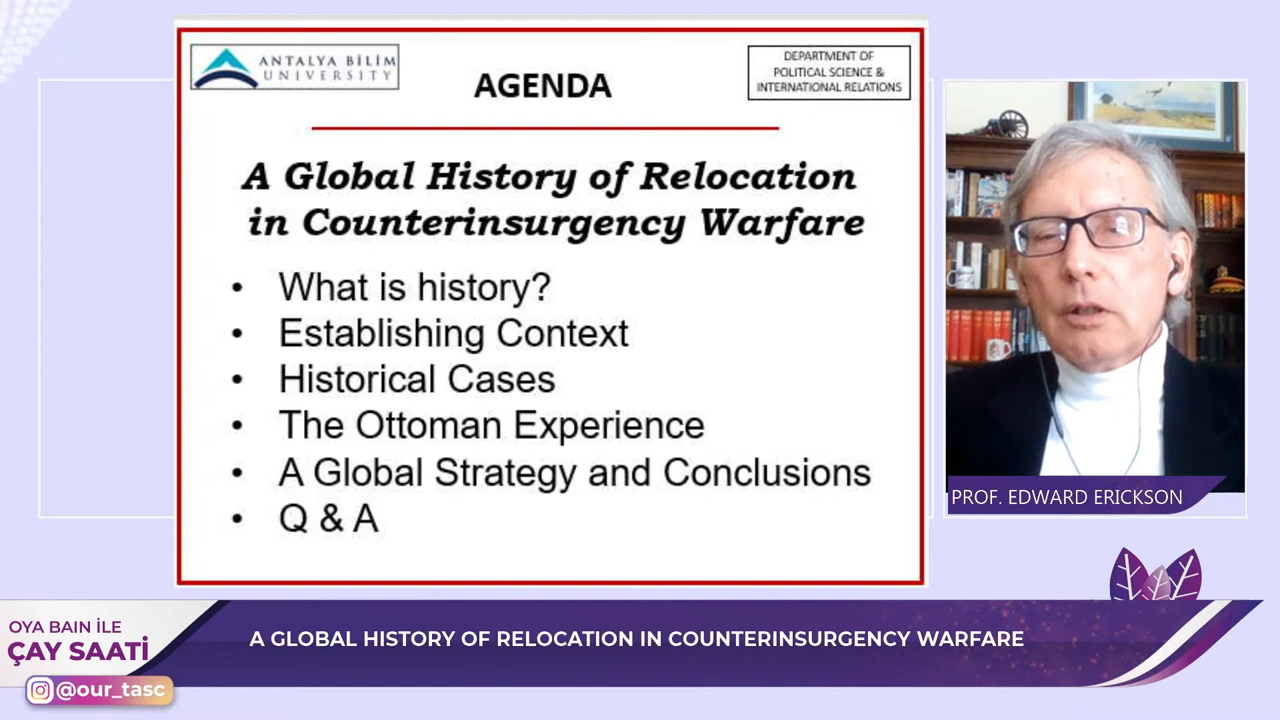 ANTALYA BİLİM
UNIVERSITY
AGENDA
DEPARTMENT OF
POLITICAL SCIENCE &
INTERNATIONAL RELATIONS
A Global History of Relocation
in Counterinsurgency Warfare
• What is history?
• Establishing Context
• Historical Cases
• The Ottoman Experience
• A Global Strategy and Conclusions
• Q & A
PROF. EDWARD ERICKSON
OYA BAIN İLE
ÇAY SAATİ
A GLOBAL HISTORY OF RELOCATION IN COUNTERINSURGENCY WARFARE
@our_tasc